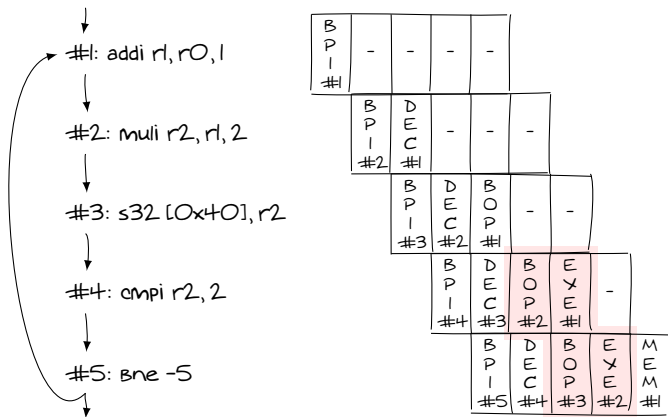 #1: addi r1, r0, 1
#2: muli r2, r1, 2
#3: s32 [0x40], r2
#4: cmpi r2, 2
#5: Bne -5
BPI #1 - - - -
BPI #2 DEC #1 - - -
BPI #3 DEC #2 BOP #1 - -
BPI #4 DEC #3 BOP #2 EXE #1 -
BPI #5 DEC #4 BOP #3 EXE #2 MEM #1